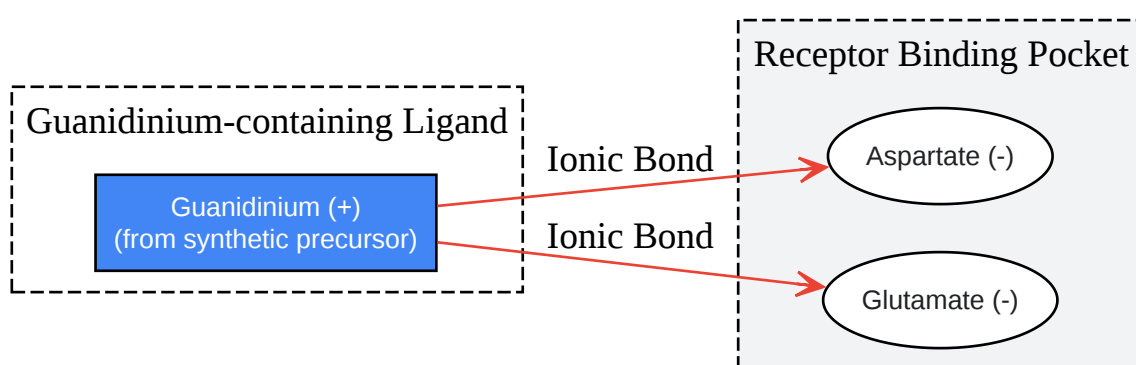 Receptor Binding Pocket
Guanidinium-containing Ligand
Ionic Bond
Aspartate (-)
Guanidinium (+)
(from synthetic precursor)
Ionic Bond
Glutamate (-)